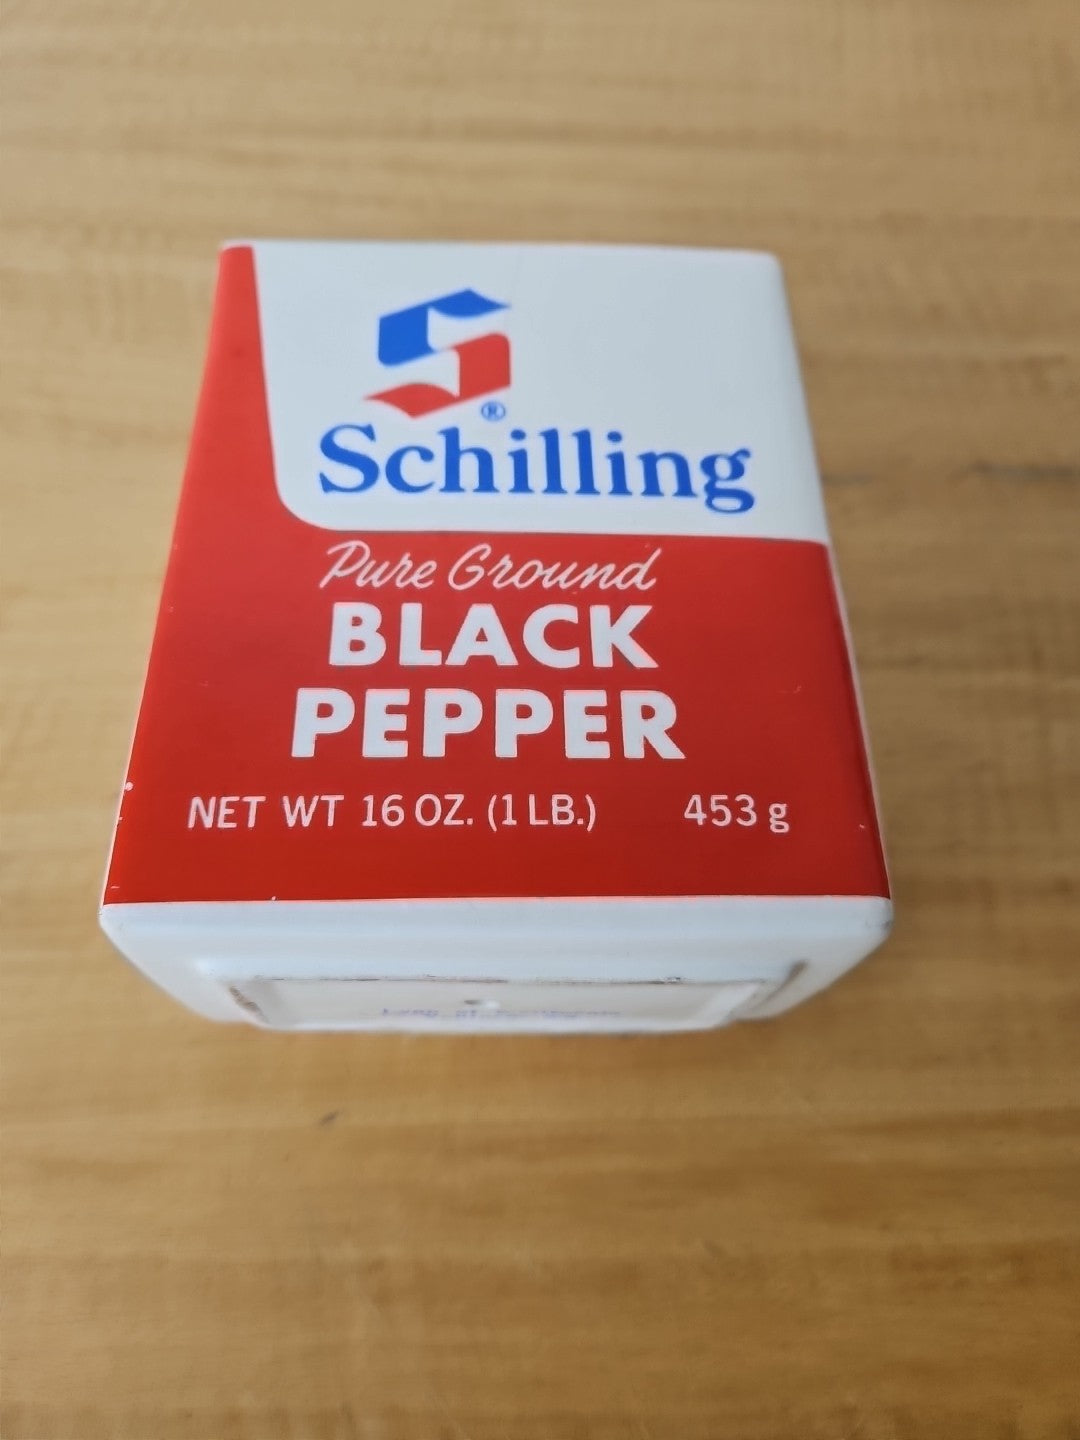 ®
Schilling
Pure Ground
BLACK
PEPPER
NET WT 16 OZ. (1 LB.) 453 g